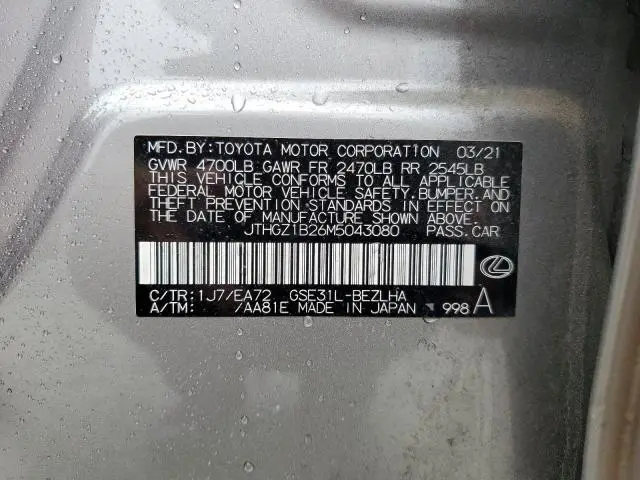 MFD.BY:TOYOTA MOTOR CORPORATION 03/21
GVWR 4700LB GAWR FR 2470LB RR 2545LB
THIS VEHICLE CONFORMS TO ALL APPLICABLE
FEDERAL MOTOR VEHICLE SAFETY,BUMPER,AND
THEFT PREVENTION STANDARDS IN EFFECT ON
THE DATE OF MANUFACTURE SHOWN ABOVE.
JTHGZ1B26M5043080 PASS.CAR
C/TR:1J7/EA72 GSE31L-BEZLHA
A/TM: /AA81E MADE IN JAPAN 998 A